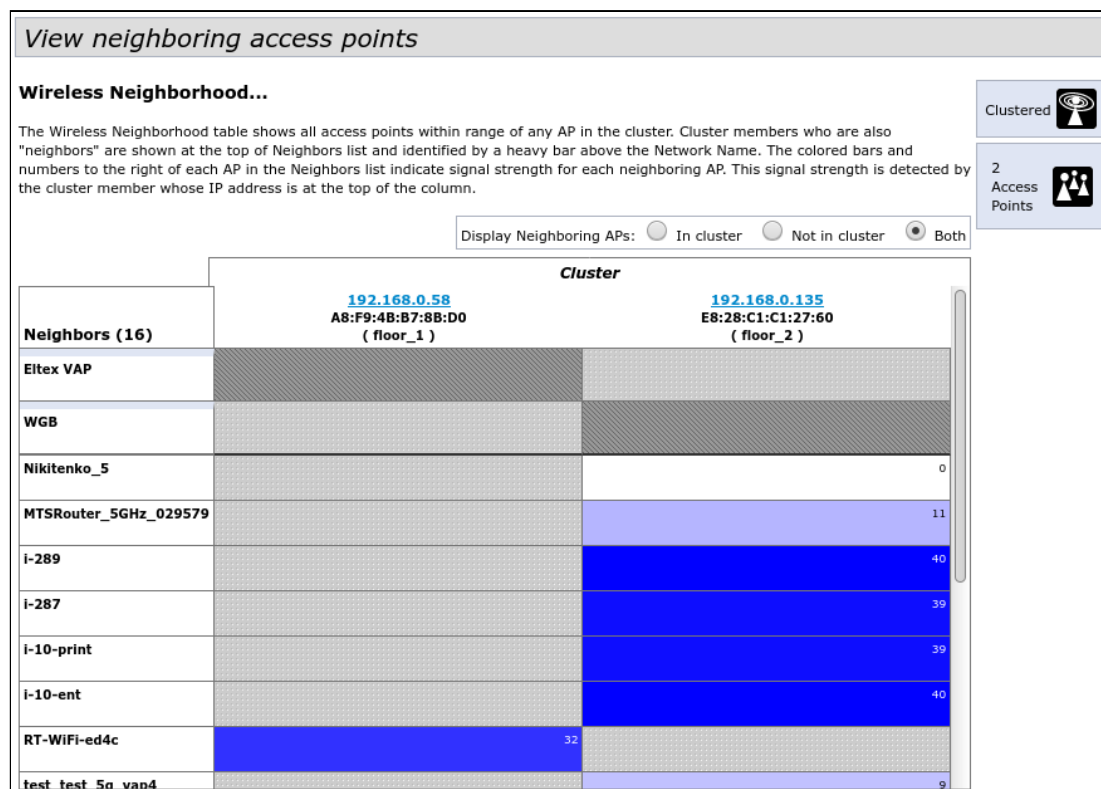 View neighboring access points
Wireless Neighborhood...
The Wireless Neighborhood table shows all access points within range of any AP in the cluster. Cluster members who are also
"neighbors" are shown at the top of Neighbors list and identified by a heavy bar above the Network Name. The colored bars and
numbers to the right of each AP in the Neighbors list indicate signal strength for each neighboring AP. This signal strength is detected by
the cluster member whose IP address is at the top of the column.
Clustered
2
Access
Points
Display Neighboring APs: In cluster Not in cluster Both
Cluster
192.168.0.58 192.168.0.135
A8:F9:4B:B7:8B:D0 E8:28:C1:C1:27:60
Neighbors (16) ( floor_1 ) ( floor_2 )
Eltex VAP
WGB
Nikitenko_5 0
MTSRouter_5GHz_029579 11
i-289 40
i-287 39
i-10-print 39
i-10-ent 40
RT-WiFi-ed4c 32
test_test_5g_vap4 9